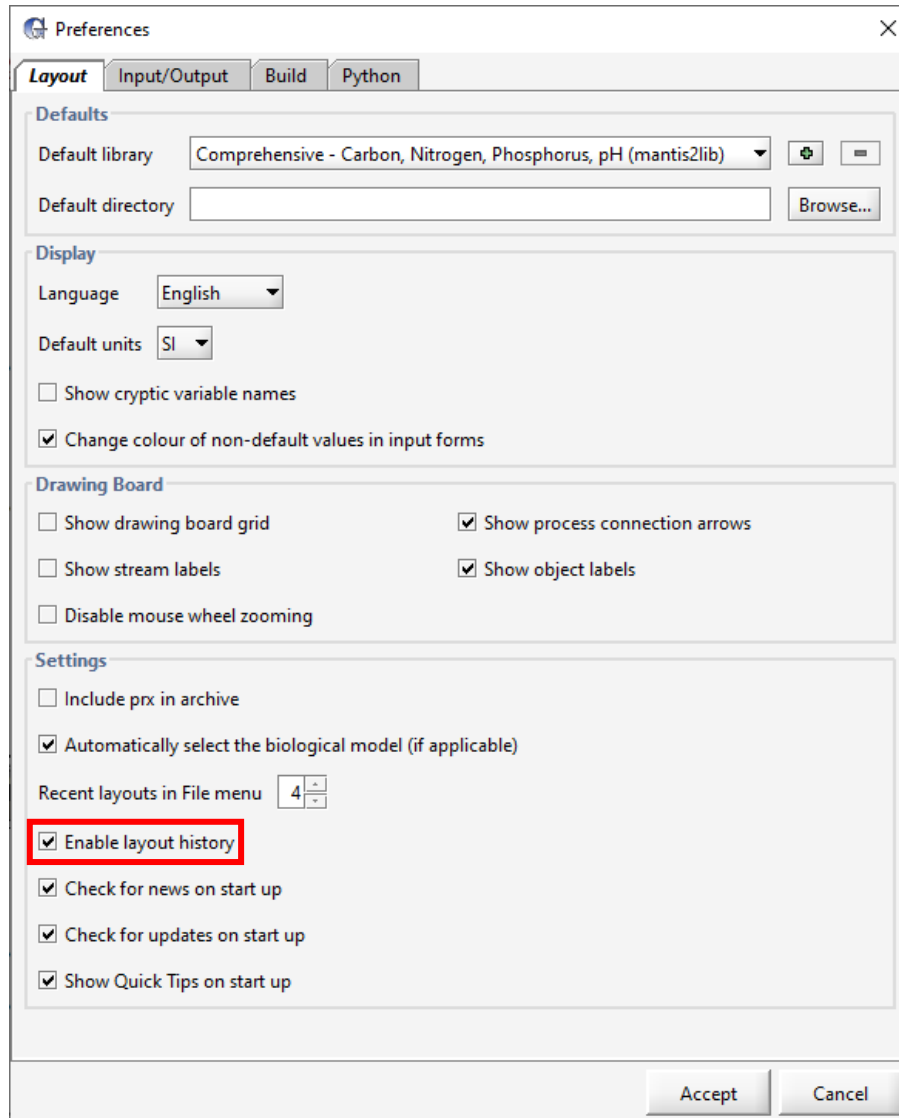 Preferences
Layout Input/Output Build Python
Defaults
Default library Comprehensive - Carbon, Nitrogen, Phosphorus, pH (mantis2lib)
Default directory Browse...
Display
Language English
Default units SI
Show cryptic variable names
Change colour of non-default values in input forms
Drawing Board
Show drawing board grid Show process connection arrows
Show stream labels Show object labels
Disable mouse wheel zooming
Settings
Include prx in archive
Automatically select the biological model (if applicable)
Recent layouts in File menu 4
Enable layout history
Check for news on start up
Check for updates on start up
Show Quick Tips on start up
Accept Cancel